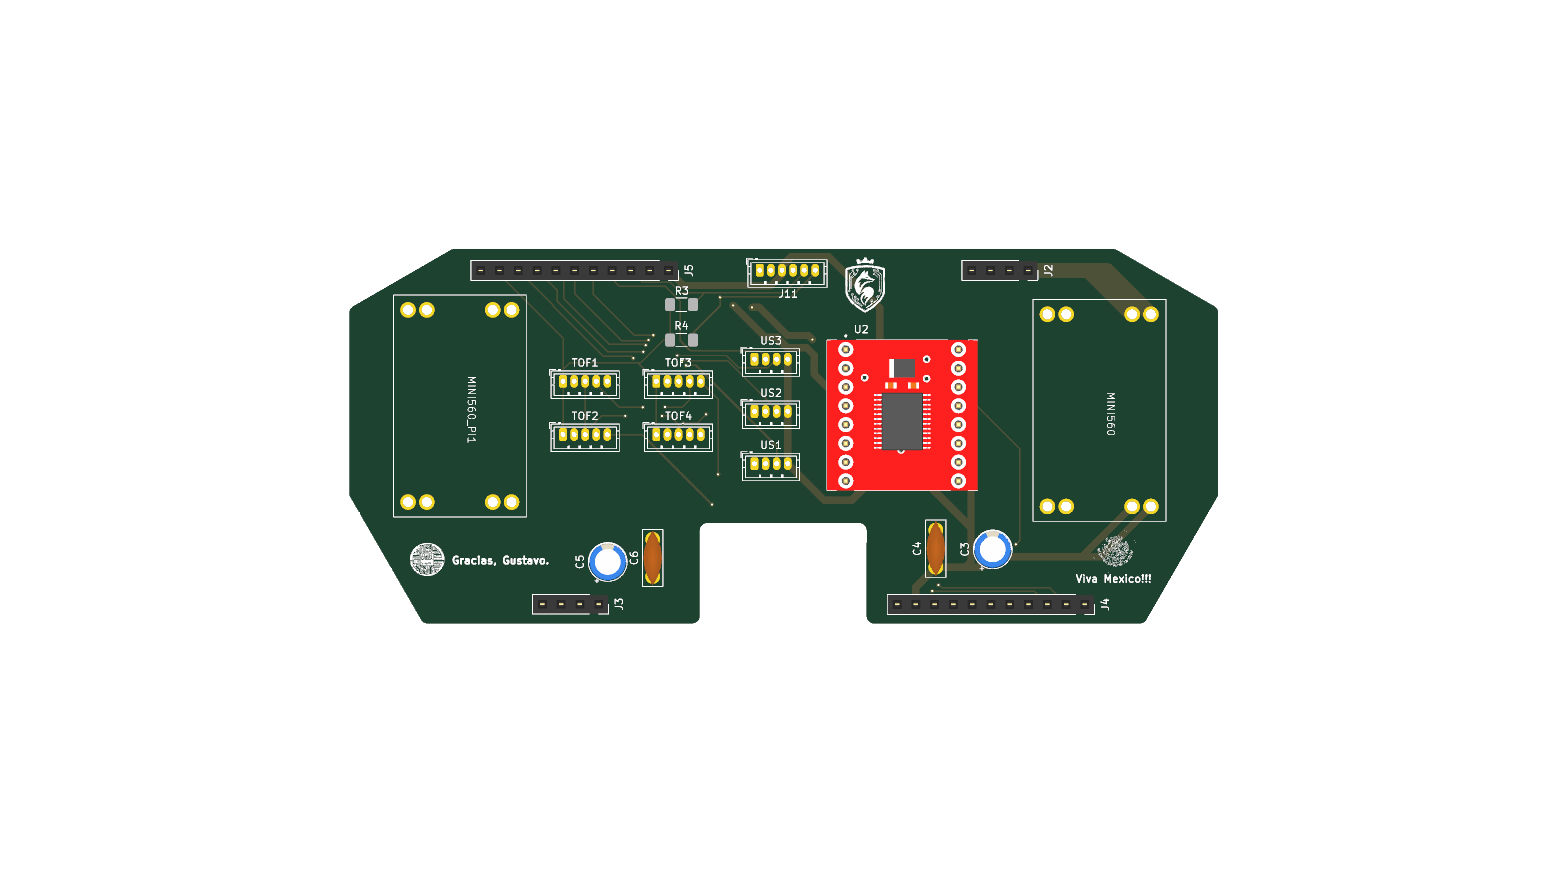 J5
J11
J2
R3
R4
U2
US3
TOF1
TOF3
MINI560_PI1
US2
MINI560
TOF2
TOF4
US1
C5
C6
C4
C3
Gracias, Gustavo.
Viva Mexico!!!
J3
J4